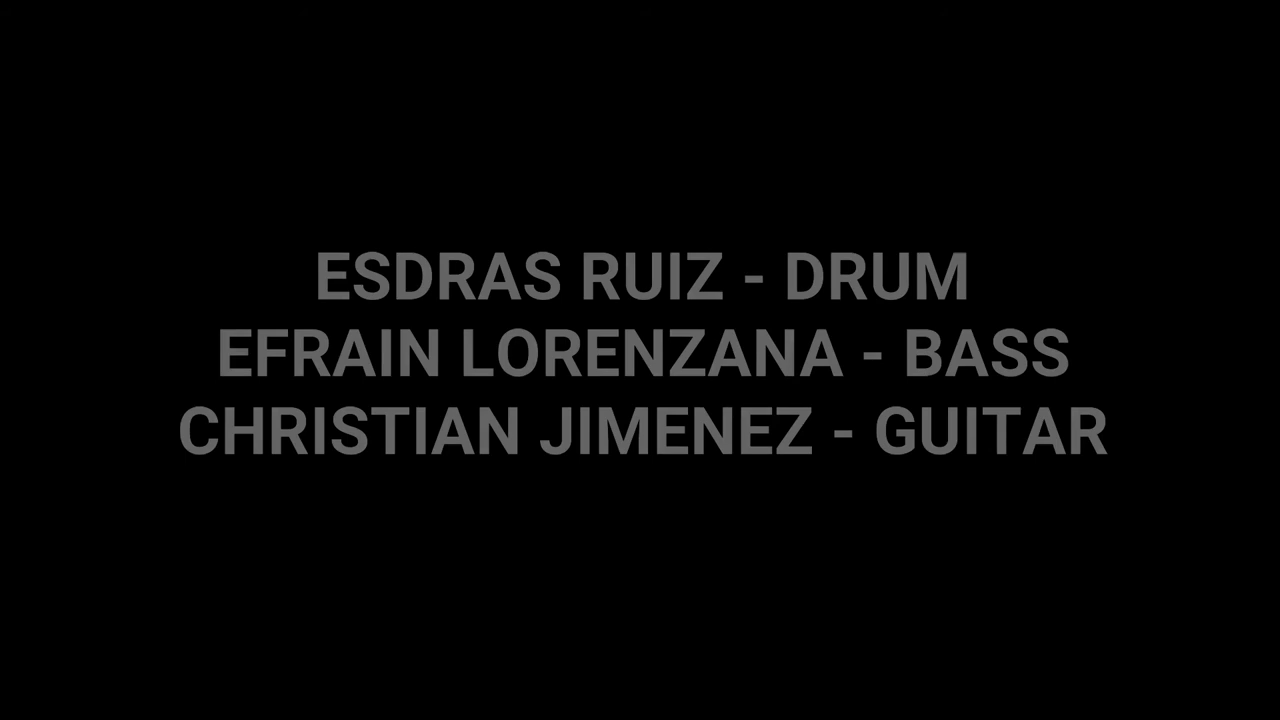 ESDRAS RUIZ - DRUM
EFRAIN LORENZANA - BASS
CHRISTIAN JIMENEZ - GUITAR